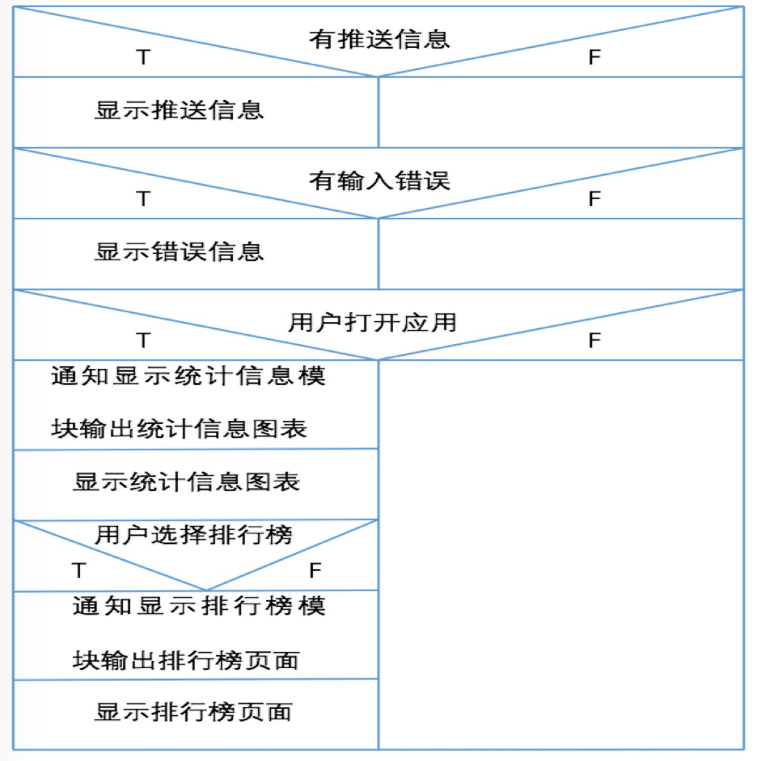 有推送信息
T F
显示推送信息
有输入错误
T F
显示错误信息
用户打开应用
T F
通知显示统计信息模
块输出统计信息图表
显示统计信息图表
用户选择排行榜
T F
通知显示排行榜模
块输出排行榜页面
显示排行榜页面